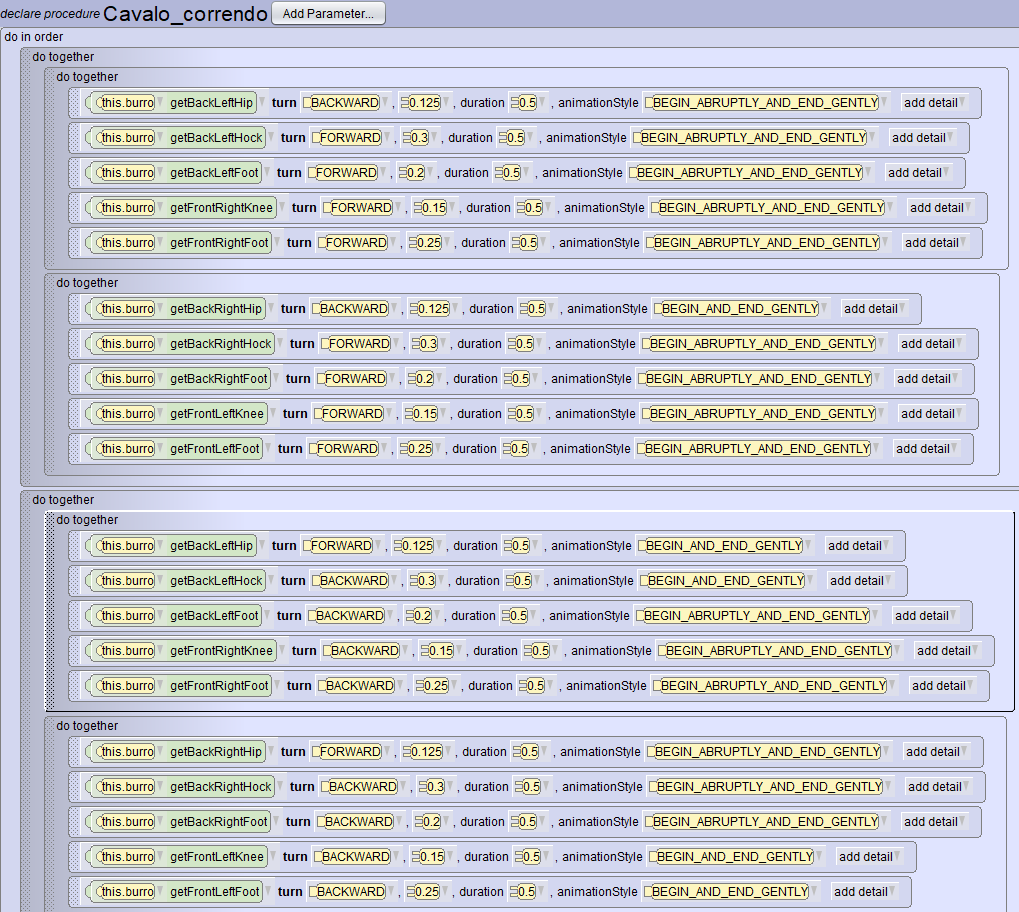 declare procedure Cavalo_correndo Add Parameter...
do in order
do together
do together
this.burro getBackLeftHip turn BACKWARD , 0.125 , duration 0.5 , animationStyle BEGIN_ABRUPTLY_AND_END_GENTLY add detail
this.burro getBackLeftHock turn FORWARD , 0.3 , duration 0.5 , animationStyle BEGIN_ABRUPTLY_AND_END_GENTLY add detail
this.burro getBackLeftFoot turn FORWARD , 0.2 , duration 0.5 , animationStyle BEGIN_ABRUPTLY_AND_END_GENTLY add detail
this.burro getFrontRightKnee turn FORWARD , 0.15 , duration 0.5 , animationStyle BEGIN_ABRUPTLY_AND_END_GENTLY add detail
this.burro getFrontRightFoot turn FORWARD , 0.25 , duration 0.5 , animationStyle BEGIN_ABRUPTLY_AND_END_GENTLY add detail
do together
this.burro getBackRightHip turn BACKWARD , 0.125 , duration 0.5 , animationStyle BEGIN_AND_END_GENTLY add detail
this.burro getBackRightHock turn FORWARD , 0.3 , duration 0.5 , animationStyle BEGIN_ABRUPTLY_AND_END_GENTLY add detail
this.burro getBackRightFoot turn FORWARD , 0.2 , duration 0.5 , animationStyle BEGIN_ABRUPTLY_AND_END_GENTLY add detail
this.burro getFrontLeftKnee turn FORWARD , 0.15 , duration 0.5 , animationStyle BEGIN_ABRUPTLY_AND_END_GENTLY add detail
this.burro getFrontLeftFoot turn FORWARD , 0.25 , duration 0.5 , animationStyle BEGIN_ABRUPTLY_AND_END_GENTLY add detail
do together
do together
this.burro getBackLeftHip turn FORWARD , 0.125 , duration 0.5 , animationStyle BEGIN_AND_END_GENTLY add detail
this.burro getBackLeftHock turn BACKWARD , 0.3 , duration 0.5 , animationStyle BEGIN_AND_END_GENTLY add detail
this.burro getBackLeftFoot turn BACKWARD , 0.2 , duration 0.5 , animationStyle BEGIN_ABRUPTLY_AND_END_GENTLY add detail
this.burro getFrontRightKnee turn BACKWARD , 0.15 , duration 0.5 , animationStyle BEGIN_ABRUPTLY_AND_END_GENTLY add detail
this.burro getFrontRightFoot turn BACKWARD , 0.25 , duration 0.5 , animationStyle BEGIN_ABRUPTLY_AND_END_GENTLY add detail
do together
this.burro getBackRightHip turn FORWARD , 0.125 , duration 0.5 , animationStyle BEGIN_ABRUPTLY_AND_END_GENTLY add detail
this.burro getBackRightHock turn BACKWARD , 0.3 , duration 0.5 , animationStyle BEGIN_ABRUPTLY_AND_END_GENTLY add detail
this.burro getBackRightFoot turn BACKWARD , 0.2 , duration 0.5 , animationStyle BEGIN_ABRUPTLY_AND_END_GENTLY add detail
this.burro getFrontLeftKnee turn BACKWARD , 0.15 , duration 0.5 , animationStyle BEGIN_AND_END_GENTLY add detail
this.burro getFrontLeftFoot turn BACKWARD , 0.25 , duration 0.5 , animationStyle BEGIN_AND_END_GENTLY add detail